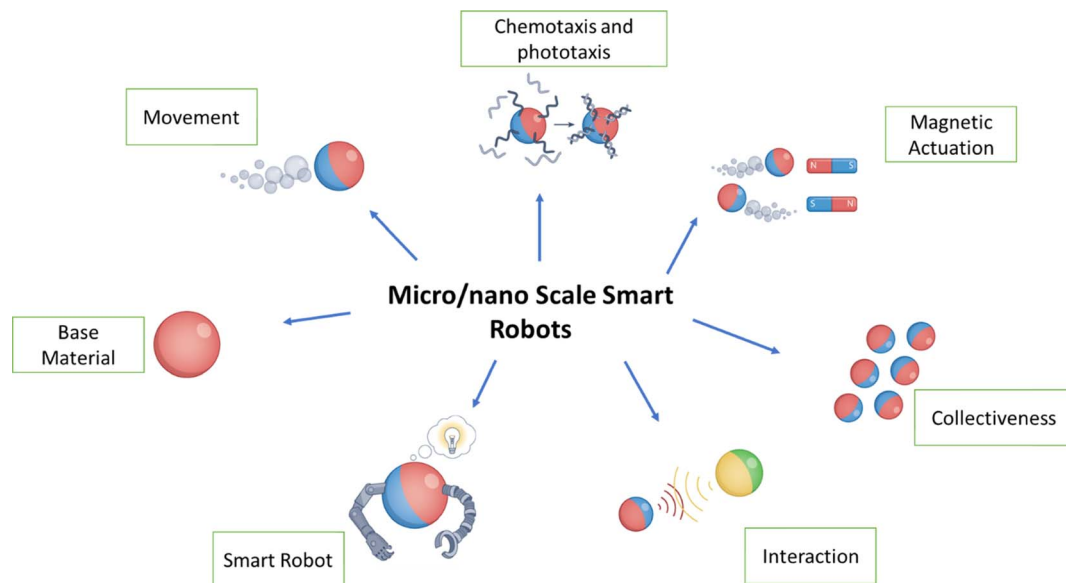 Chemotaxis and
phototaxis
Movement
Magnetic
Actuation
N S
S N
Micro/nano Scale Smart
Robots
Base
Material
Collectiveness
Smart Robot
Interaction